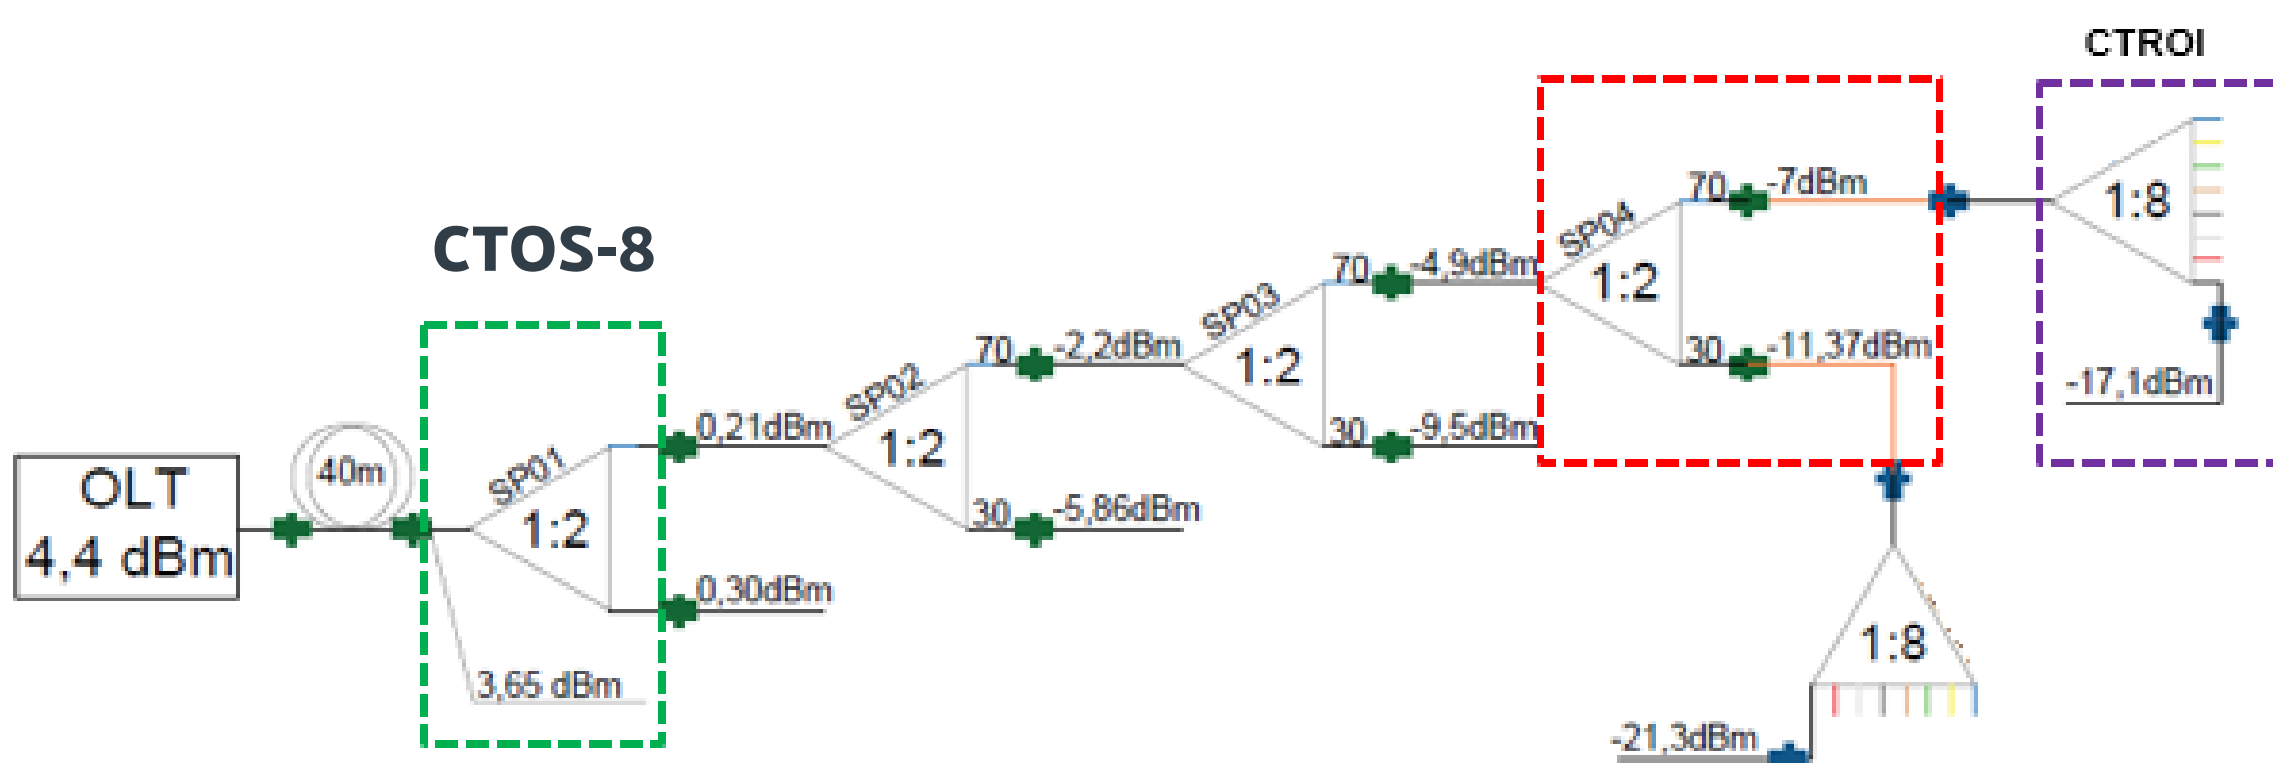 CTROI
CTOS-8
OLT
4,4 dBm
40m
SP01
1:2
3,65 dBm
0,21dBm
0,30dBm
SP02
1:2
70
-2,2dBm
30
-5,86dBm
SP03
1:2
70
-4,9dBm
30
-9,5dBm
SP04
1:2
70
-7dBm
30
-11,37dBm
1:8
-17,1dBm
1:8
-21,3dBm